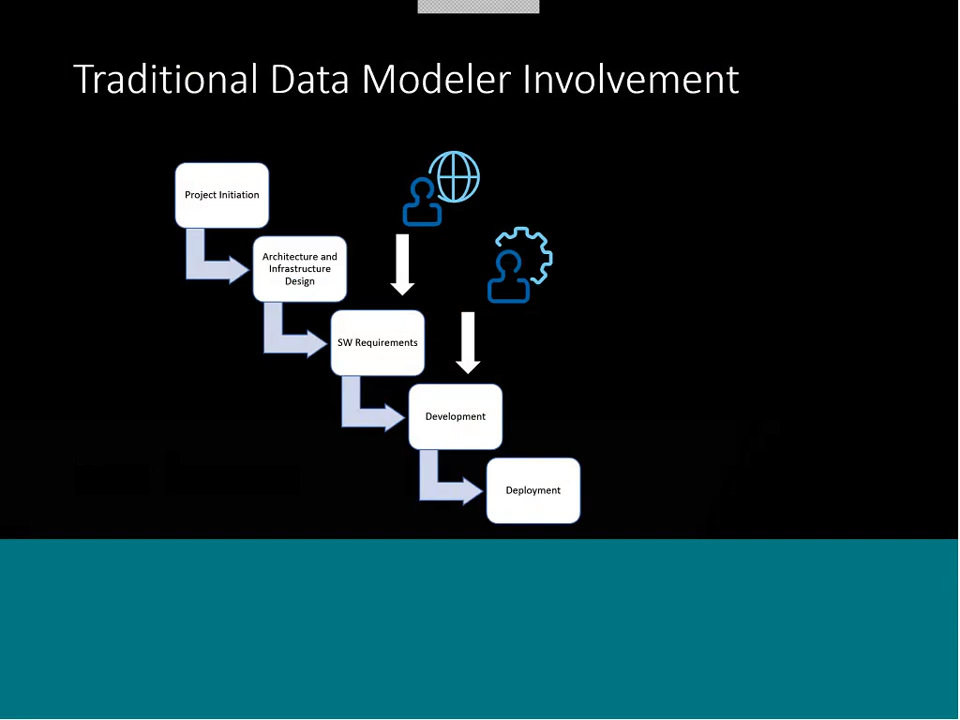 Traditional Data Modeler Involvement
Project Initiation
Architecture and
Infrastructure
Design
SW Requirements
Development
Deployment